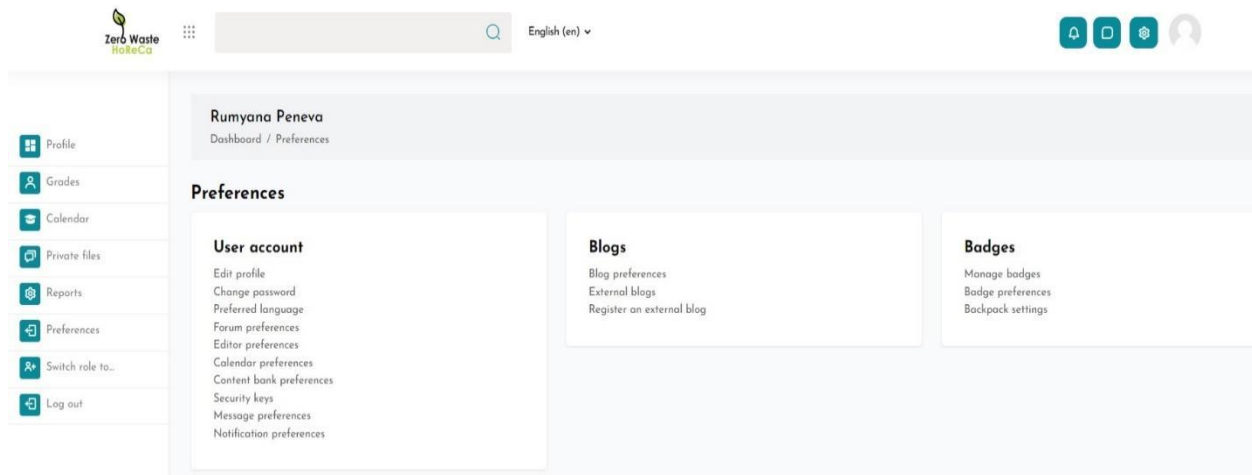 Zero Waste
HoReCa
English (en)
Rumyana Peneva
Dashboard / Preferences
Profile
Grades
Calendar
Private files
Reports
Preferences
Switch role to...
Log out
Preferences
User account
Edit profile
Change password
Preferred language
Forum preferences
Editor preferences
Calendar preferences
Content bank preferences
Security keys
Message preferences
Notification preferences
Blogs
Blog preferences
External blogs
Register an external blog
Badges
Manage badges
Badge preferences
Backpack settings